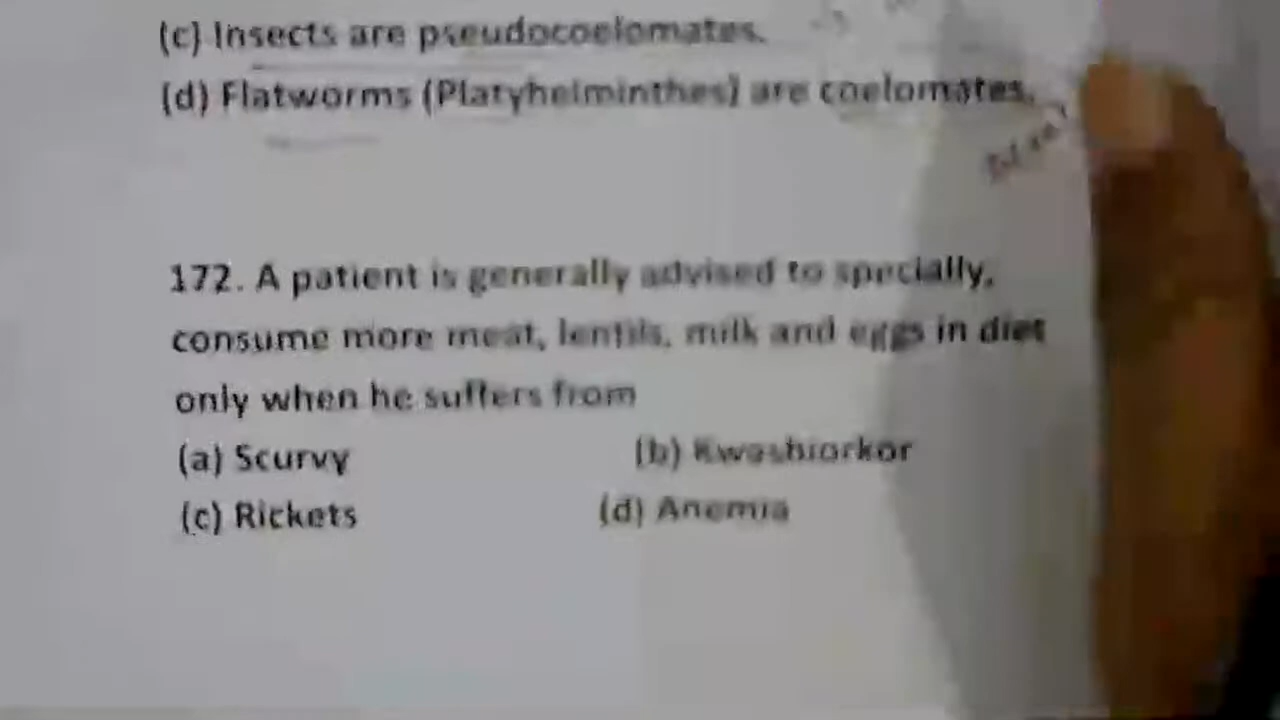 (c) Insects are pseudocoelomates.
(d) Flatworms (Platyhelminthes) are coelomates.
172. A patient is generally advised to specially,
consume more meat, lentils, milk and eggs in diet
only when he suffers from
(a) Scurvy (b) Kwashiorkor
(c) Rickets (d) Anemia